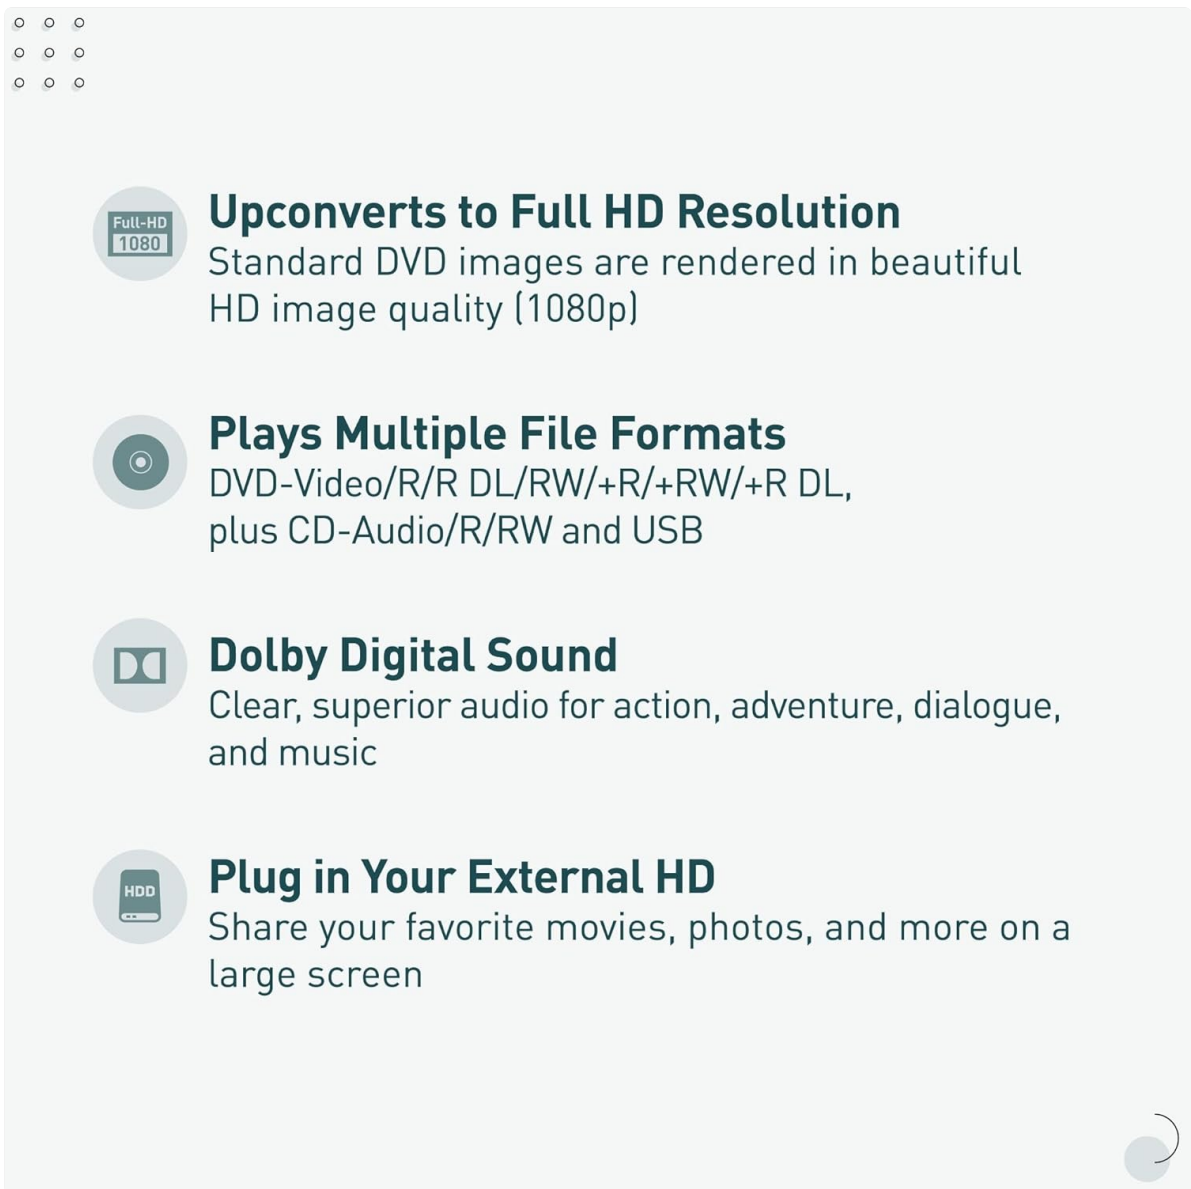 Full-HD
1080
Upconverts to Full HD Resolution
Standard DVD images are rendered in beautiful
HD image quality (1080p)
Plays Multiple File Formats
DVD-Video/R/R DL/RW/+R/+RW/+R DL,
plus CD-Audio/R/RW and USB
Dolby Digital Sound
Clear, superior audio for action, adventure, dialogue,
and music
HDD
Plug in Your External HD
Share your favorite movies, photos, and more on a
large screen